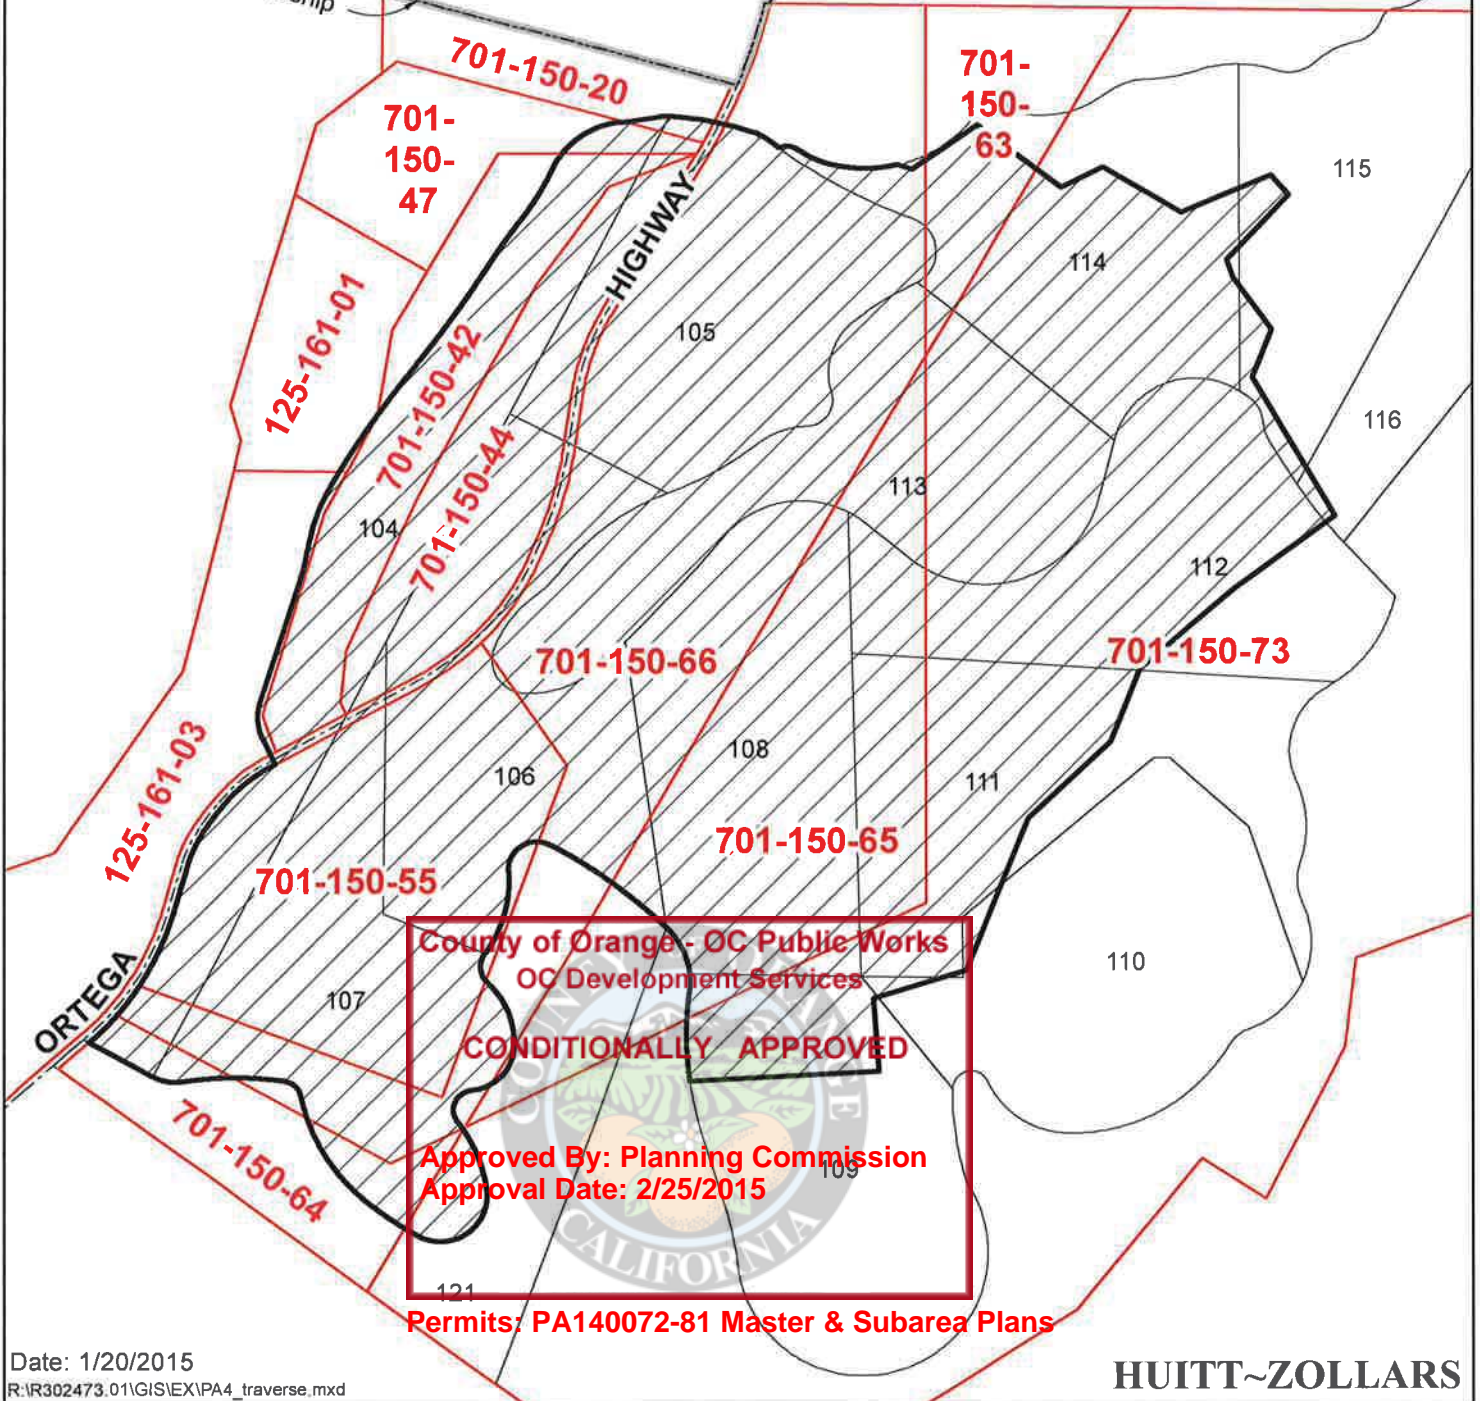 701-150-20
701-
150-
47
701-
150-
63
115
HIGHWAY
114
125-161-01
105
701-150-42
116
701-150-44
113
104
112
701-150-66
701-150-73
125-161-03
108
106
111
701-150-65
701-150-55
County of Orange - OC Public Works
OC Development Services
110
ORTEGA
107
CONDITIONALLY APPROVED
COUNTY OF ORANGE
CALIFORNIA
701-150-64
Approved By: Planning Commission
109
Approval Date: 2/25/2015
121
Permits: PA140072-81 Master & Subarea Plans
Date: 1/20/2015
R:\R302473.01\GIS\EX\PA4_traverse.mxd
HUITT~ZOLLARS